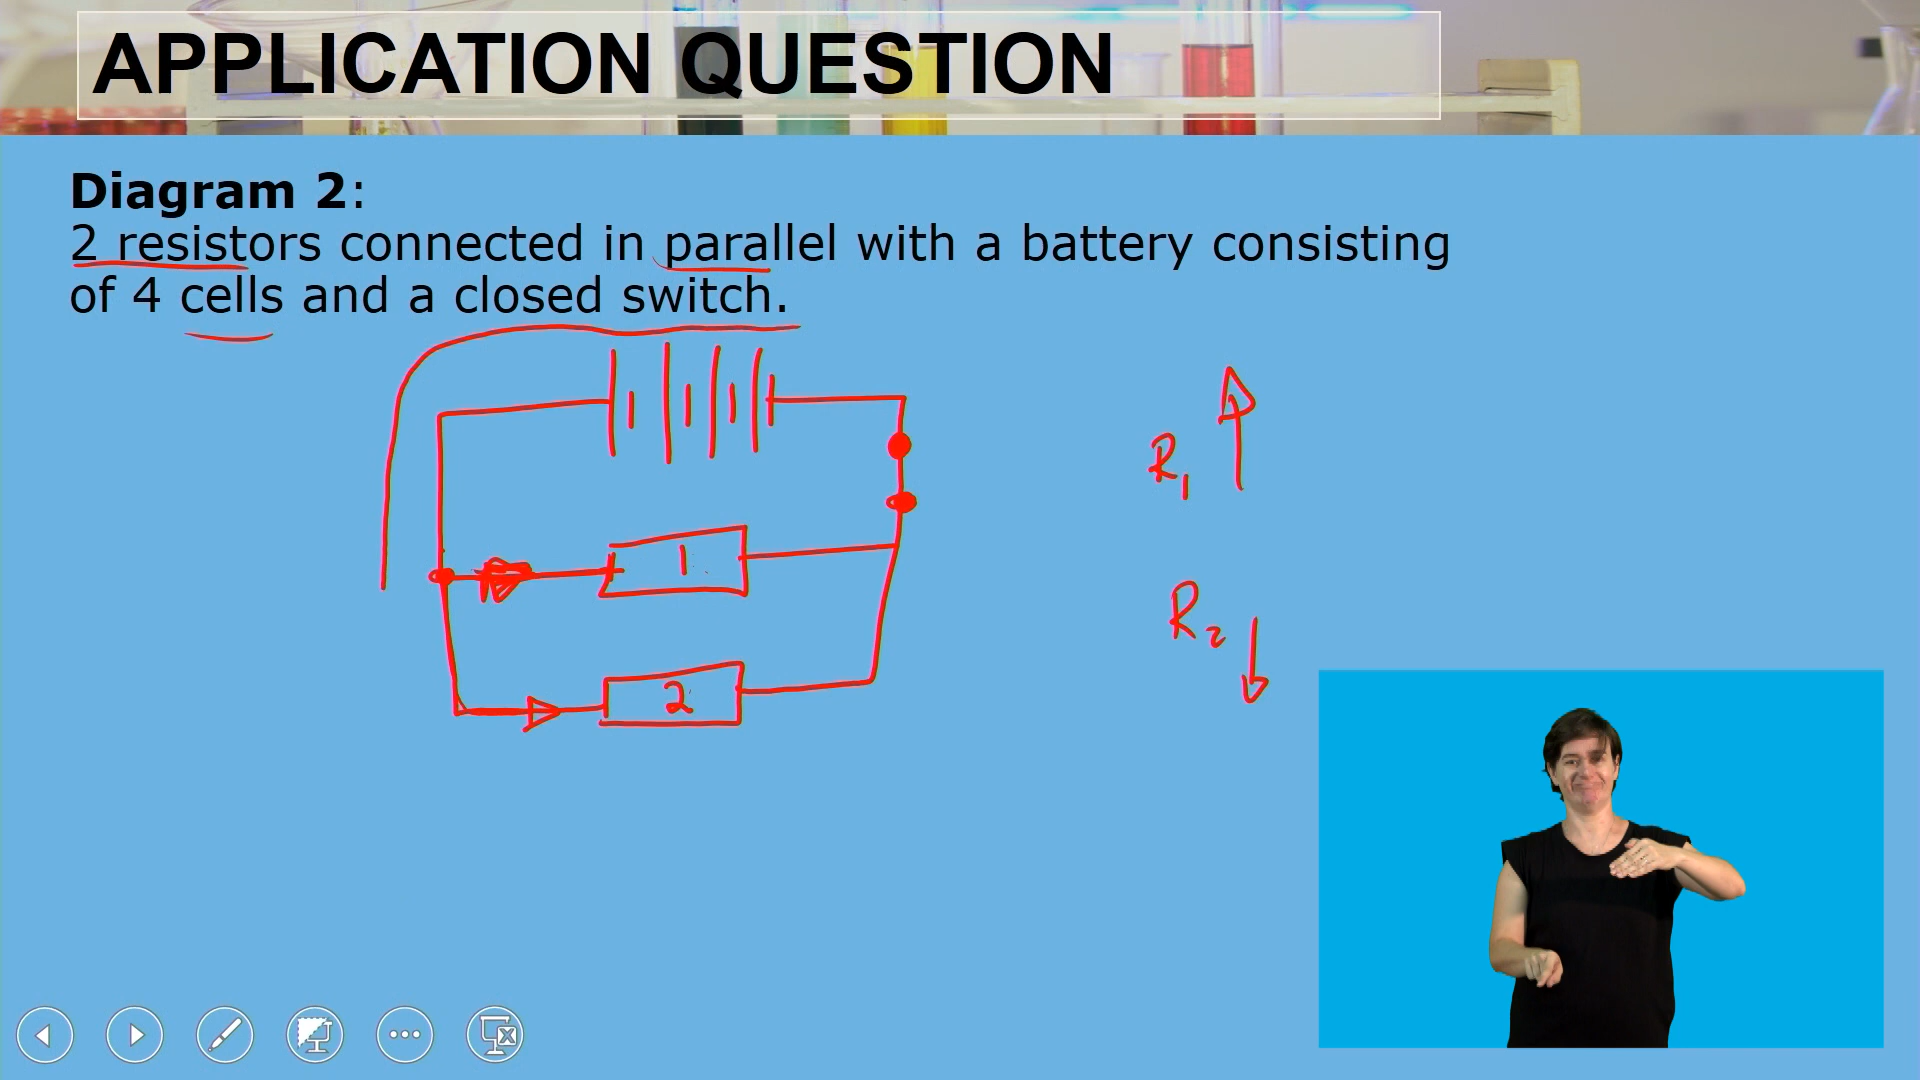 APPLICATION QUESTION
Diagram 2:
2 resistors connected in parallel with a battery consisting
of 4 cells and a closed switch.
R1
1
R2
2